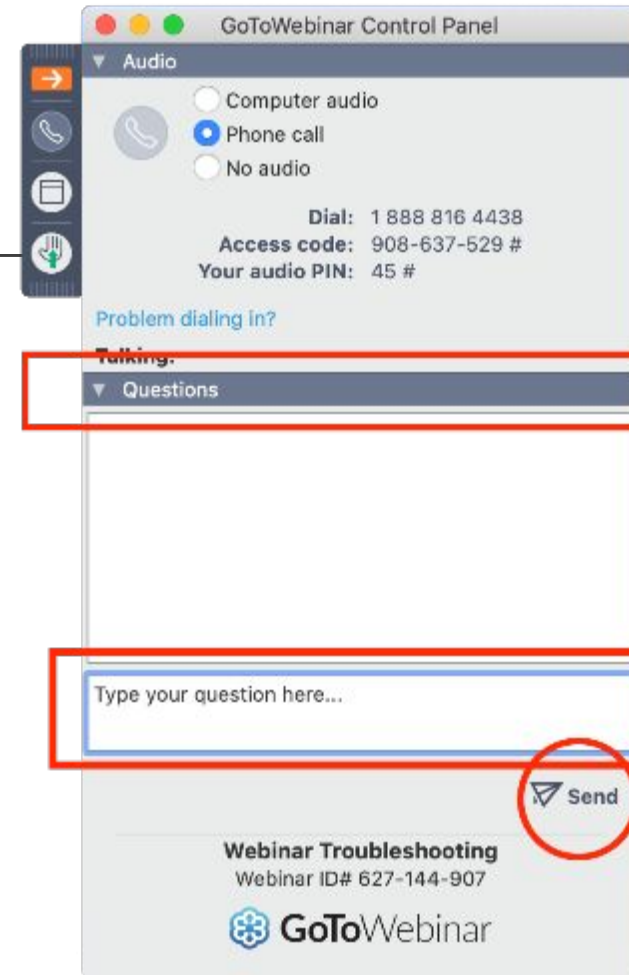 GoToWebinar Control Panel
Audio
Computer audio
Phone call
No audio
Dial: 1 888 816 4438
Access code: 908-637-529 #
Your audio PIN: 45 #
Problem dialing in?
Talking:
Questions
Type your question here...
Send
Webinar Troubleshooting
Webinar ID# 627-144-907
GoToWebinar